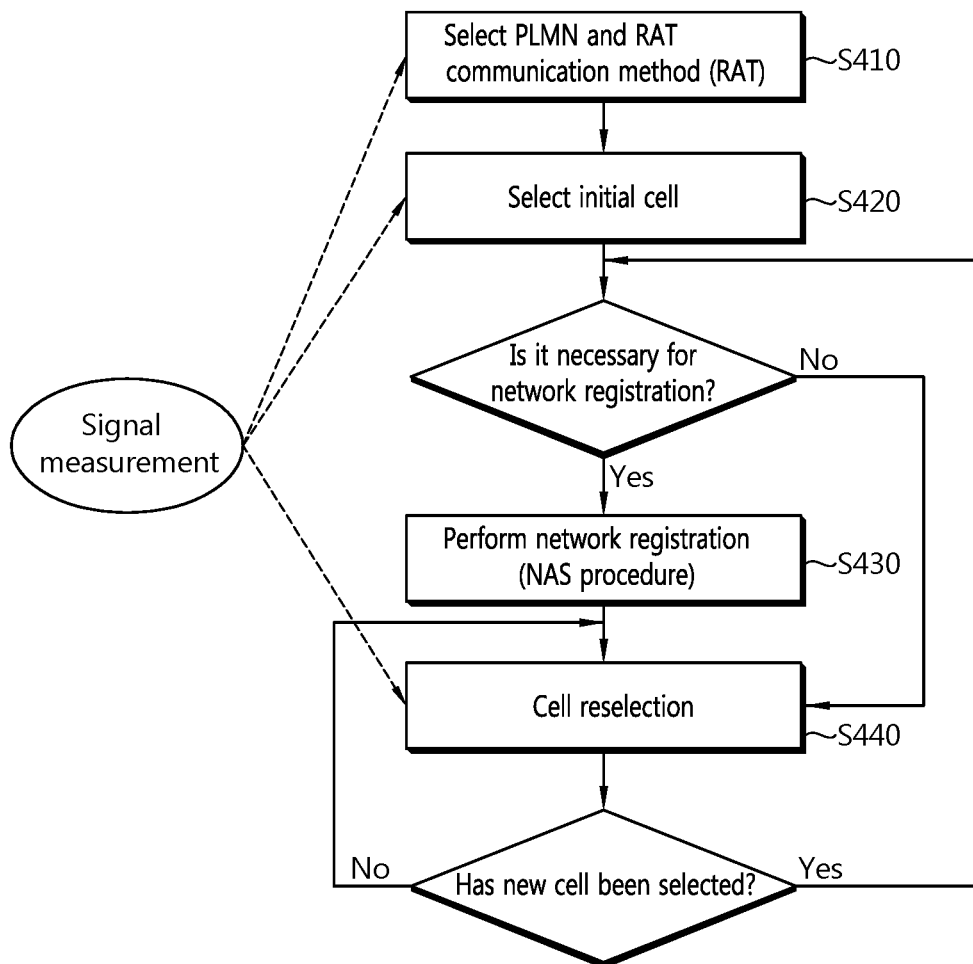 Select PLMN and RAT
communication method (RAT)
S410
Select initial cell
S420
Is it necessary for
network registration?
No
Yes
Signal
measurement
Perform network registration
(NAS procedure)
S430
Cell reselection
S440
Has new cell been selected?
No
Yes